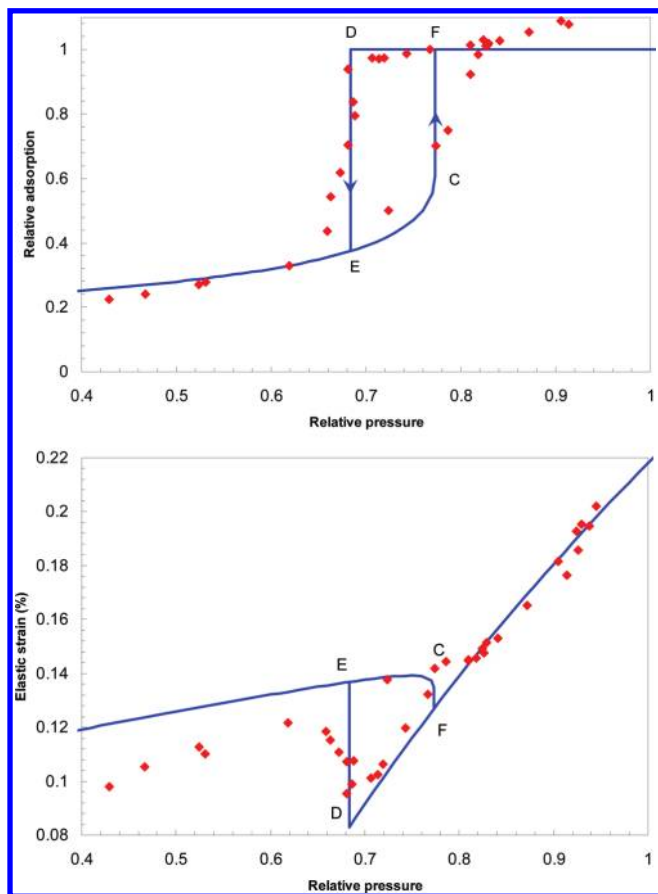 D
F
1
0.8
0.6
C
0.4
E
0.2
0
Relative adsorption
0.4
0.5
0.6
0.7
0.8
0.9
1
Relative pressure
0.22
0.2
0.18
0.16
0.14
C
E
0.12
F
0.1
D
0.08
Elastic strain (%)
0.4
0.5
0.6
0.7
0.8
0.9
1
Relative pressure